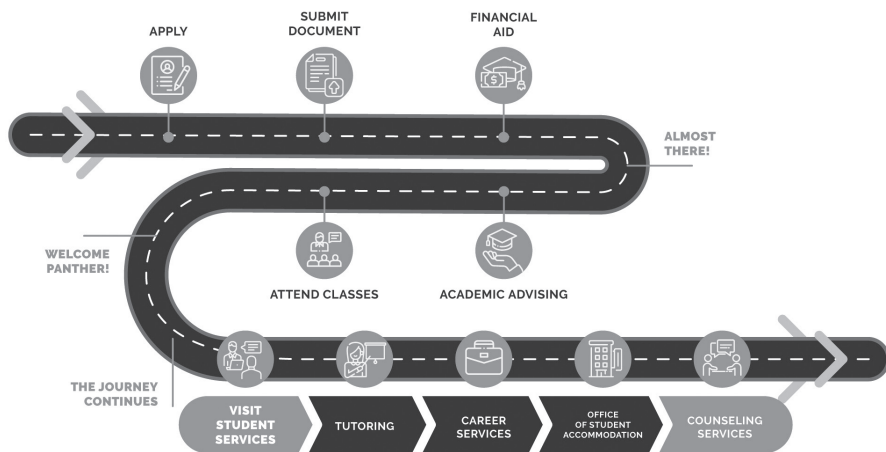 APPLY
SUBMIT
DOCUMENT
FINANCIAL
AID
ALMOST
THERE!
ACADEMIC ADVISING
ATTEND CLASSES
WELCOME
PANTHER!
THE JOURNEY
CONTINUES
VISIT
STUDENT
SERVICES
TUTORING
CAREER
SERVICES
OFFICE
OF STUDENT
ACCOMMODATION
COUNSELING
SERVICES